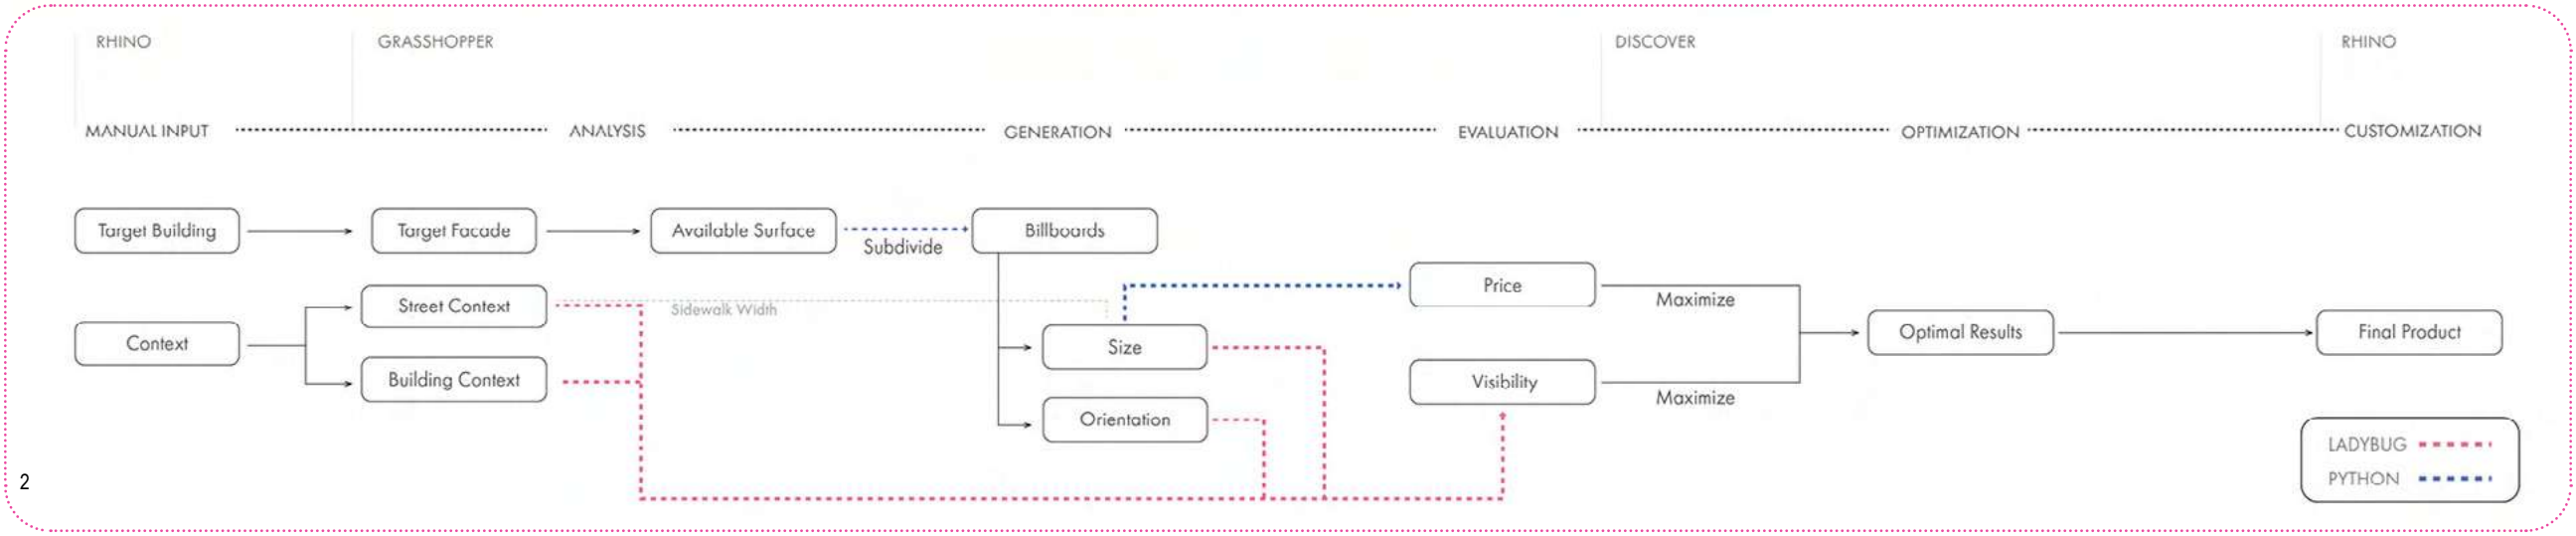 RHINO
GRASSHOPPER
DISCOVER
RHINO
MANUAL INPUT
ANALYSIS
GENERATION
EVALUATION
OPTIMIZATION
CUSTOMIZATION
Target Building
Target Facade
Available Surface
Subdivide
Billboards
Context
Street Context
Sidewalk Width
Building Context
Size
Orientation
Price
Maximize
Visibility
Maximize
Optimal Results
Final Product
LADYBUG
PYTHON
2